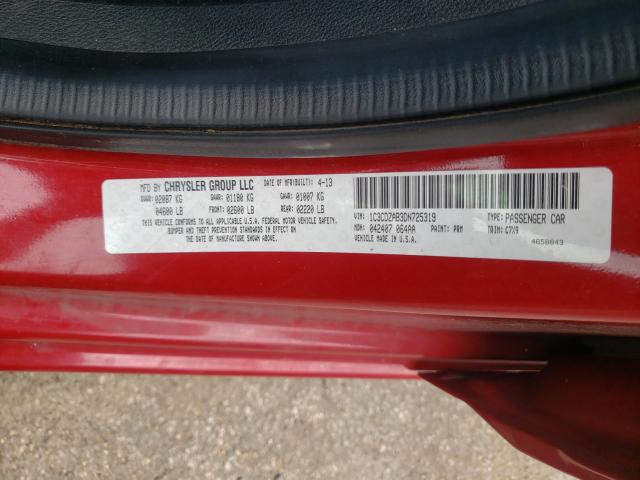 MFD BY CHRYSLER GROUP LLC DATE OF MFR(BUILT): 4-13
GVWR: 02087 KG GAWR: 01180 KG GAWR: 01007 KG
04600 LB FRONT: 02600 LB REAR: 02220 LB
THIS VEHICLE CONFORMS TO ALL APPLICABLE U.S.A. FEDERAL MOTOR VEHICLE SAFETY,
BUMPER AND THEFT PREVENTION STANDARDS IN EFFECT ON
THE DATE OF MANUFACTURE SHOWN ABOVE.
VIN: 1C3CDZAB3DN725319 TYPE: PASSENGER CAR
MDH: 042407 064AA PAINT: PRM TRIM: C7X9
VEHICLE MADE IN U.S.A. 4658843